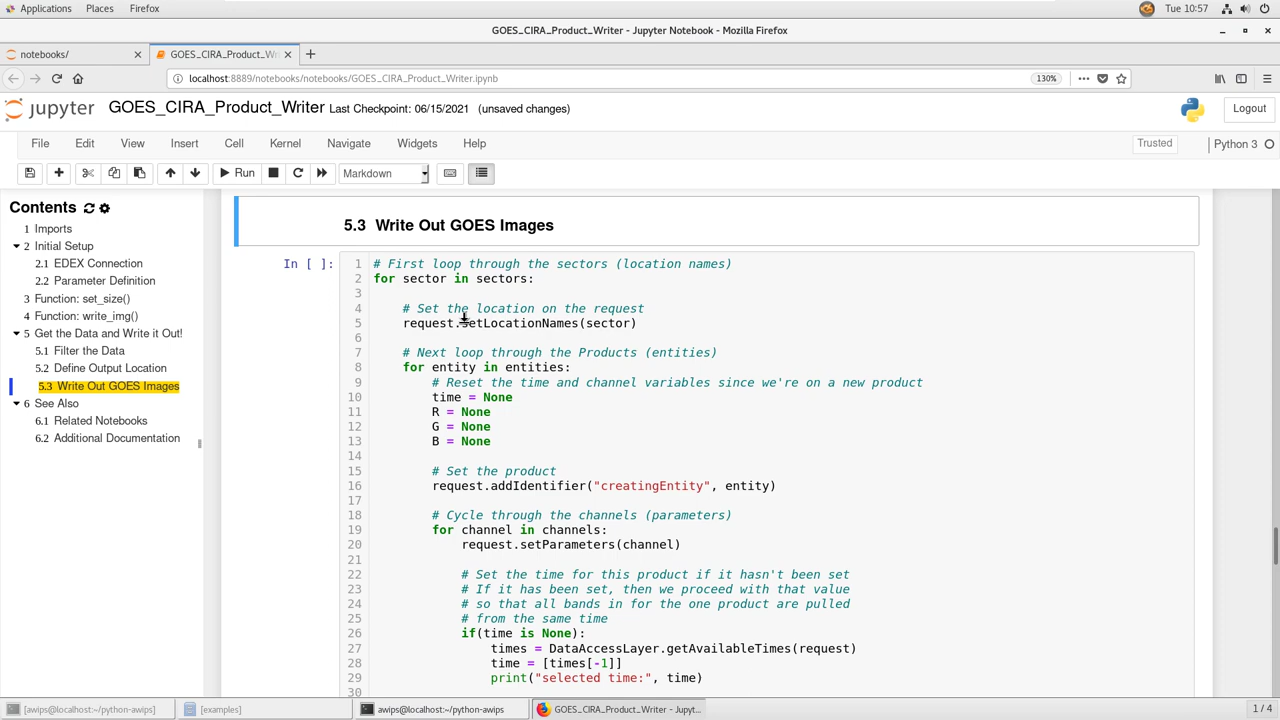 Applications Places Firefox Tue 10:57
GOES_CIRA_Product_Writer - Jupyter Notebook - Mozilla Firefox
notebooks/ GOES_CIRA_Product_Wri
localhost:8889/notebooks/notebooks/GOES_CIRA_Product_Writer.ipynb 130%
jupyter GOES_CIRA_Product_Writer Last Checkpoint: 06/15/2021 (unsaved changes) Logout
File Edit View Insert Cell Kernel Navigate Widgets Help Trusted Python 3
Run Markdown
Contents
1 Imports
2 Initial Setup
2.1 EDEX Connection
2.2 Parameter Definition
3 Function: set_size()
4 Function: write_img()
5 Get the Data and Write it Out!
5.1 Filter the Data
5.2 Define Output Location
5.3 Write Out GOES Images
6 See Also
6.1 Related Notebooks
6.2 Additional Documentation
5.3 Write Out GOES Images
In [ ]:
1 # First loop through the sectors (location names)
2 for sector in sectors:
3
4 # Set the location on the request
5 request.setLocationNames(sector)
6
7 # Next loop through the Products (entities)
8 for entity in entities:
9 # Reset the time and channel variables since we're on a new product
10 time = None
11 R = None
12 G = None
13 B = None
14
15 # Set the product
16 request.addIdentifier("creatingEntity", entity)
17
18 # Cycle through the channels (parameters)
19 for channel in channels:
20 request.setParameters(channel)
21
22 # Set the time for this product if it hasn't been set
23 # If it has been set, then we proceed with that value
24 # so that all bands in for the one product are pulled
25 # from the same time
26 if(time is None):
27 times = DataAccessLayer.getAvailableTimes(request)
28 time = [times[-1]]
29 print("selected time:", time)
30
[awips@localhost:~/python-awips] [examples] awips@localhost:~/python-awips GOES_CIRA_Product_Writer - Jupyt... 1 / 4